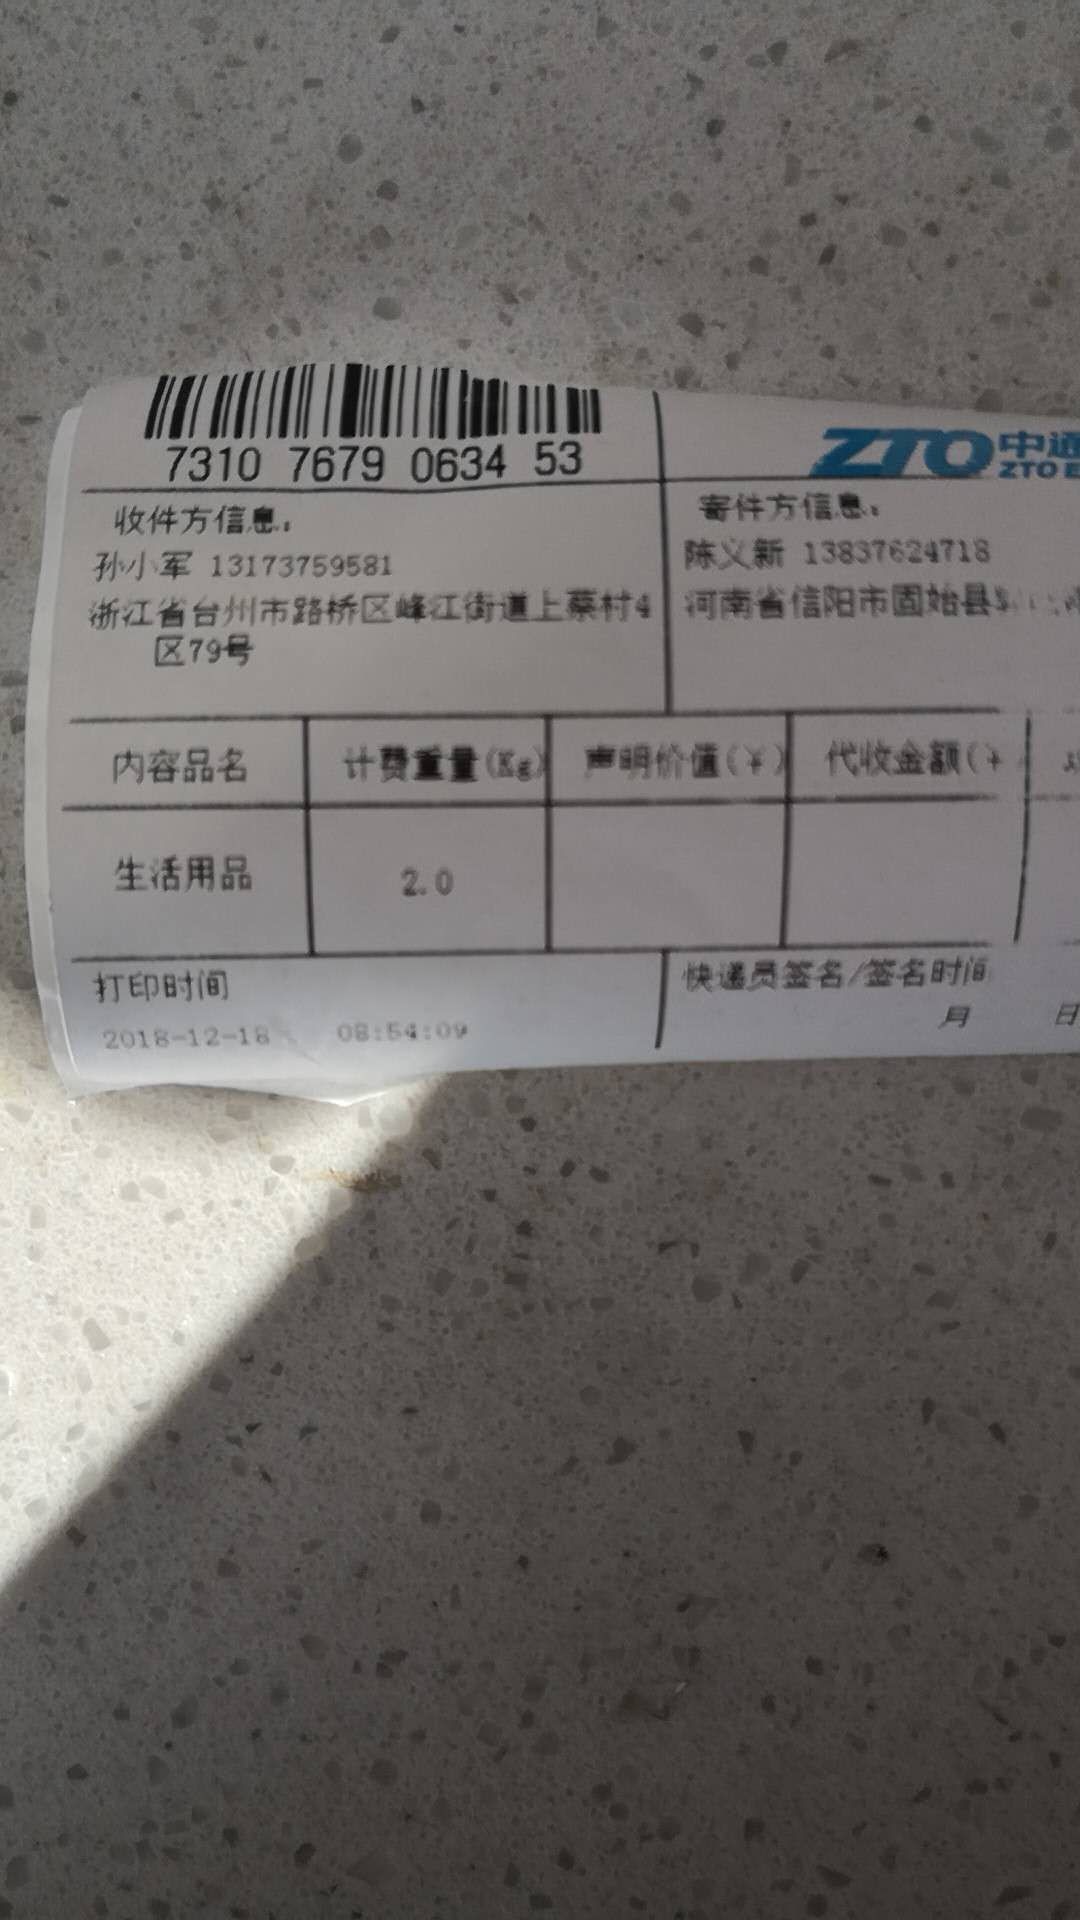 7310 7679 0634 53
ZTO 中通
ZTO E
收件方信息:
孙小军 13173759581
浙江省台州市路桥区峰江街道上蔡村4
区79号
寄件方信息:
陈义新 13837624718
河南省信阳市固始县
内容品名 计费重量(Kg) 声明价值(¥) 代收金额(¥
生活用品 2.0
打印时间
2018-12-18 08:54:09
快递员签名/签名时间
月 日